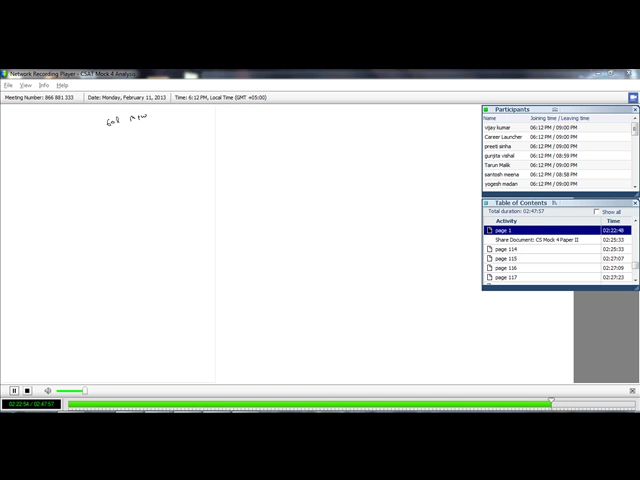 Network Recording Player - CSAT Mock 4 Analysis
File View Info Help
Meeting Number: 866 881 333 Date: Monday, February 11, 2013 Time: 6:12 PM, Local Time (GMT +05:00)
Participants
Name Joining time / Leaving time
vijay kumar 06:12 PM / 09:00 PM
Career Launcher 06:12 PM / 09:00 PM
preeti sinha 06:12 PM / 09:00 PM
gunjita vishal 06:12 PM / 08:59 PM
Tarun Malik 06:12 PM / 09:00 PM
santosh meena 06:12 PM / 08:58 PM
yogesh madan 06:12 PM / 09:00 PM
Table of Contents
Total duration: 02:47:57 Show all
Activity Time
page 1 02:22:48
Share Document: CS Mock 4 Paper II 02:25:33
page 114 02:25:33
page 115 02:27:07
page 116 02:27:09
page 117 02:27:23
02:22:54 / 02:47:57